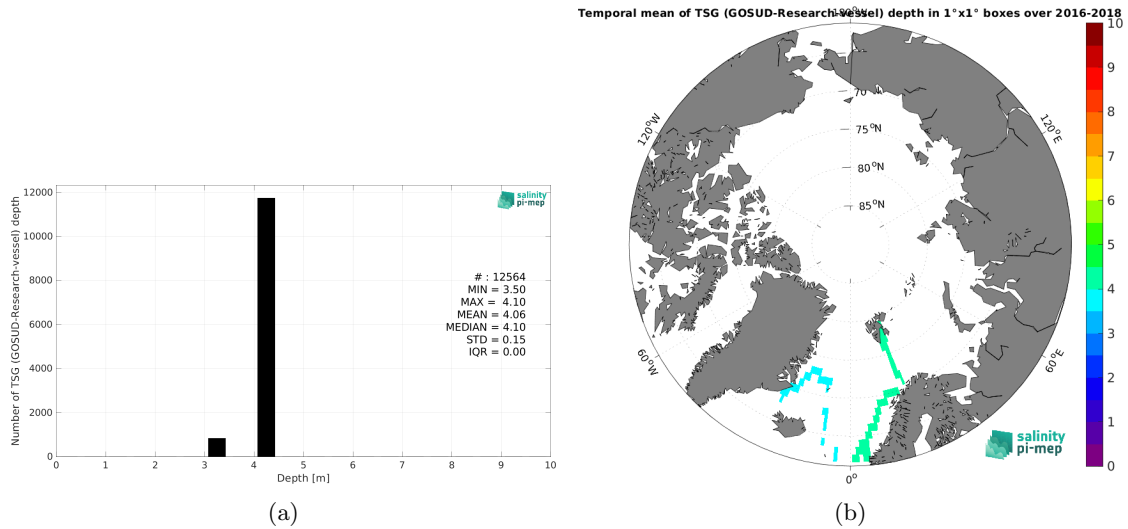 Temporal mean of TSG (GOSUD-Research-vessel) depth in 1°x1° boxes over 2016-2018
180°W
120°W
120°E
60°W
60°E
0°
70
75°N
80°N
85°N
10
9
8
7
6
5
4
3
2
1
0
salinity
pi-mep
12000
10000
8000
6000
4000
2000
0
Number of TSG (GOSUD-Research-vessel) depth
salinity
pi-mep
# : 12564
MIN = 3.50
MAX = 4.10
MEAN = 4.06
MEDIAN = 4.10
STD = 0.15
IQR = 0.00
0 1 2 3 4 5 6 7 8 9 10
Depth [m]
(a)
(b)